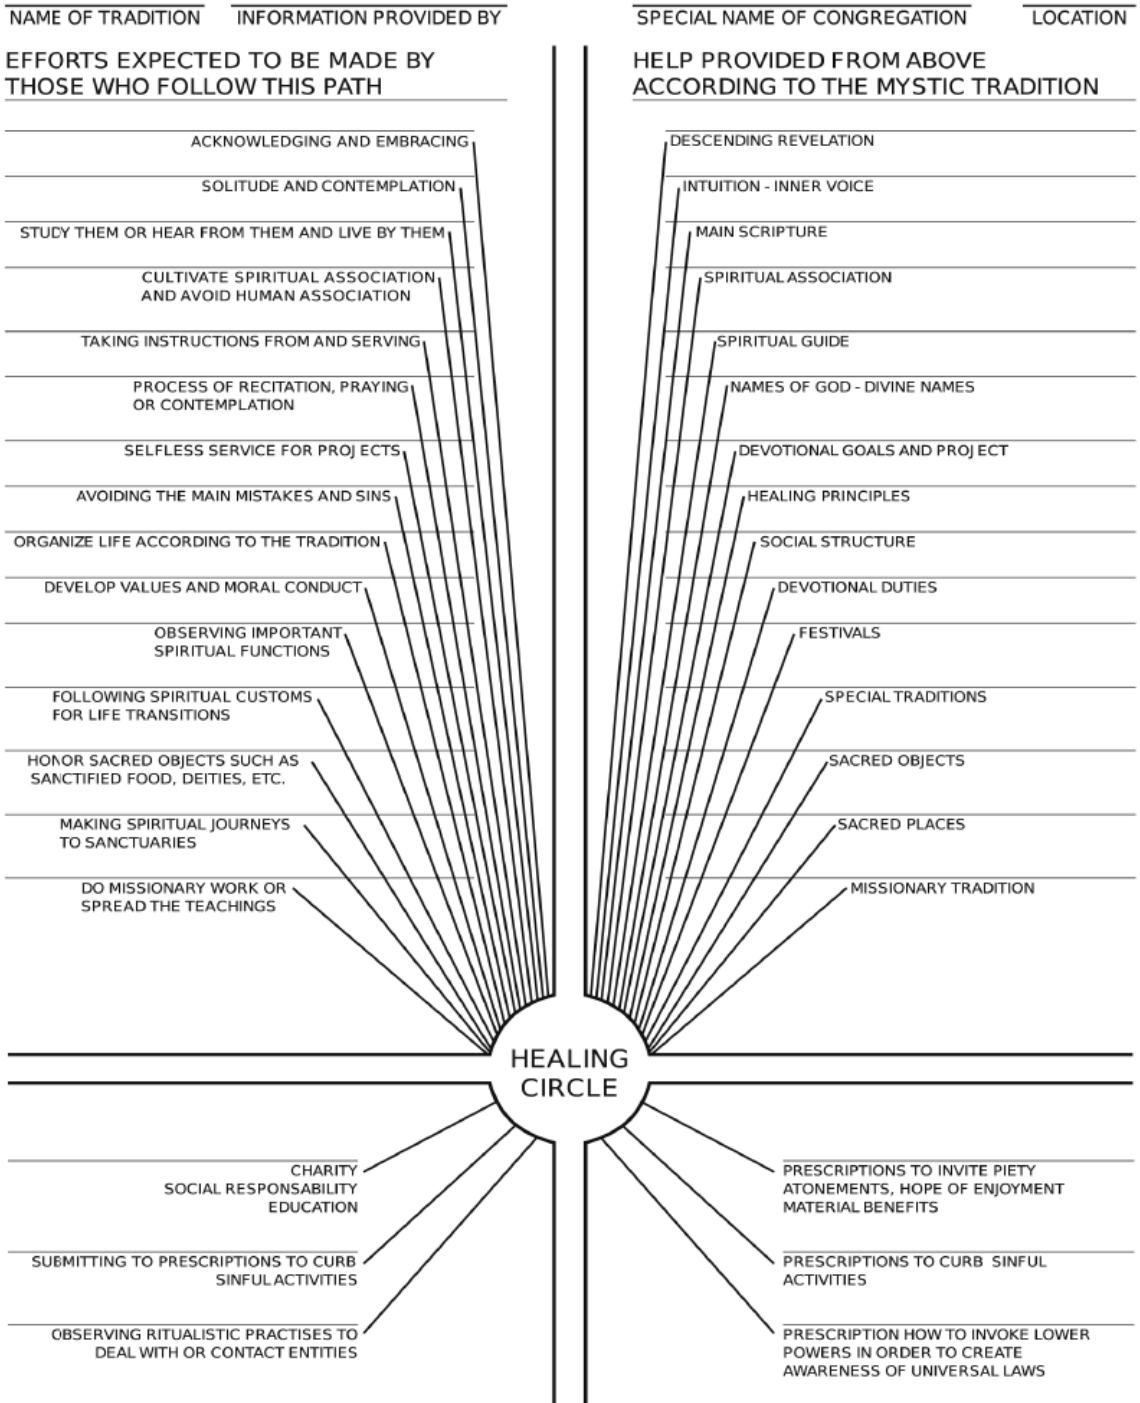 NAME OF TRADITION
INFORMATION PROVIDED BY
SPECIAL NAME OF CONGREGATION
LOCATION
EFFORTS EXPECTED TO BE MADE BY
THOSE WHO FOLLOW THIS PATH
HELP PROVIDED FROM ABOVE
ACCORDING TO THE MYSTIC TRADITION
ACKNOWLEDGING AND EMBRACING
SOLITUDE AND CONTEMPLATION
STUDY THEM OR HEAR FROM THEM AND LIVE BY THEM
CULTIVATE SPIRITUAL ASSOCIATION
AND AVOID HUMAN ASSOCIATION
TAKING INSTRUCTIONS FROM AND SERVING
PROCESS OF RECITATION, PRAYING
OR CONTEMPLATION
SELFLESS SERVICE FOR PROJECTS
AVOIDING THE MAIN MISTAKES AND SINS
ORGANIZE LIFE ACCORDING TO THE TRADITION
DEVELOP VALUES AND MORAL CONDUCT
OBSERVING IMPORTANT
SPIRITUAL FUNCTIONS
FOLLOWING SPIRITUAL CUSTOMS
FOR LIFE TRANSITIONS
HONOR SACRED OBJECTS SUCH AS
SANCTIFIED FOOD, DEITIES, ETC.
MAKING SPIRITUAL JOURNEYS
TO SANCTUARIES
DO MISSIONARY WORK OR
SPREAD THE TEACHINGS
DESCENDING REVELATION
INTUITION - INNER VOICE
MAIN SCRIPTURE
SPIRITUAL ASSOCIATION
SPIRITUAL GUIDE
NAMES OF GOD - DIVINE NAMES
DEVOTIONAL GOALS AND PROJECT
HEALING PRINCIPLES
SOCIAL STRUCTURE
DEVOTIONAL DUTIES
FESTIVALS
SPECIAL TRADITIONS
SACRED OBJECTS
SACRED PLACES
MISSIONARY TRADITION
HEALING
CIRCLE
CHARITY
SOCIAL RESPONSABILITY
EDUCATION
SUBMITTING TO PRESCRIPTIONS TO CURB
SINFUL ACTIVITIES
OBSERVING RITUALISTIC PRACTISES TO
DEAL WITH OR CONTACT ENTITIES
PRESCRIPTIONS TO INVITE PIETY
ATONEMENTS, HOPE OF ENJOYMENT
MATERIAL BENEFITS
PRESCRIPTIONS TO CURB SINFUL
ACTIVITIES
PRESCRIPTION HOW TO INVOKE LOWER
POWERS IN ORDER TO CREATE
AWARENESS OF UNIVERSAL LAWS